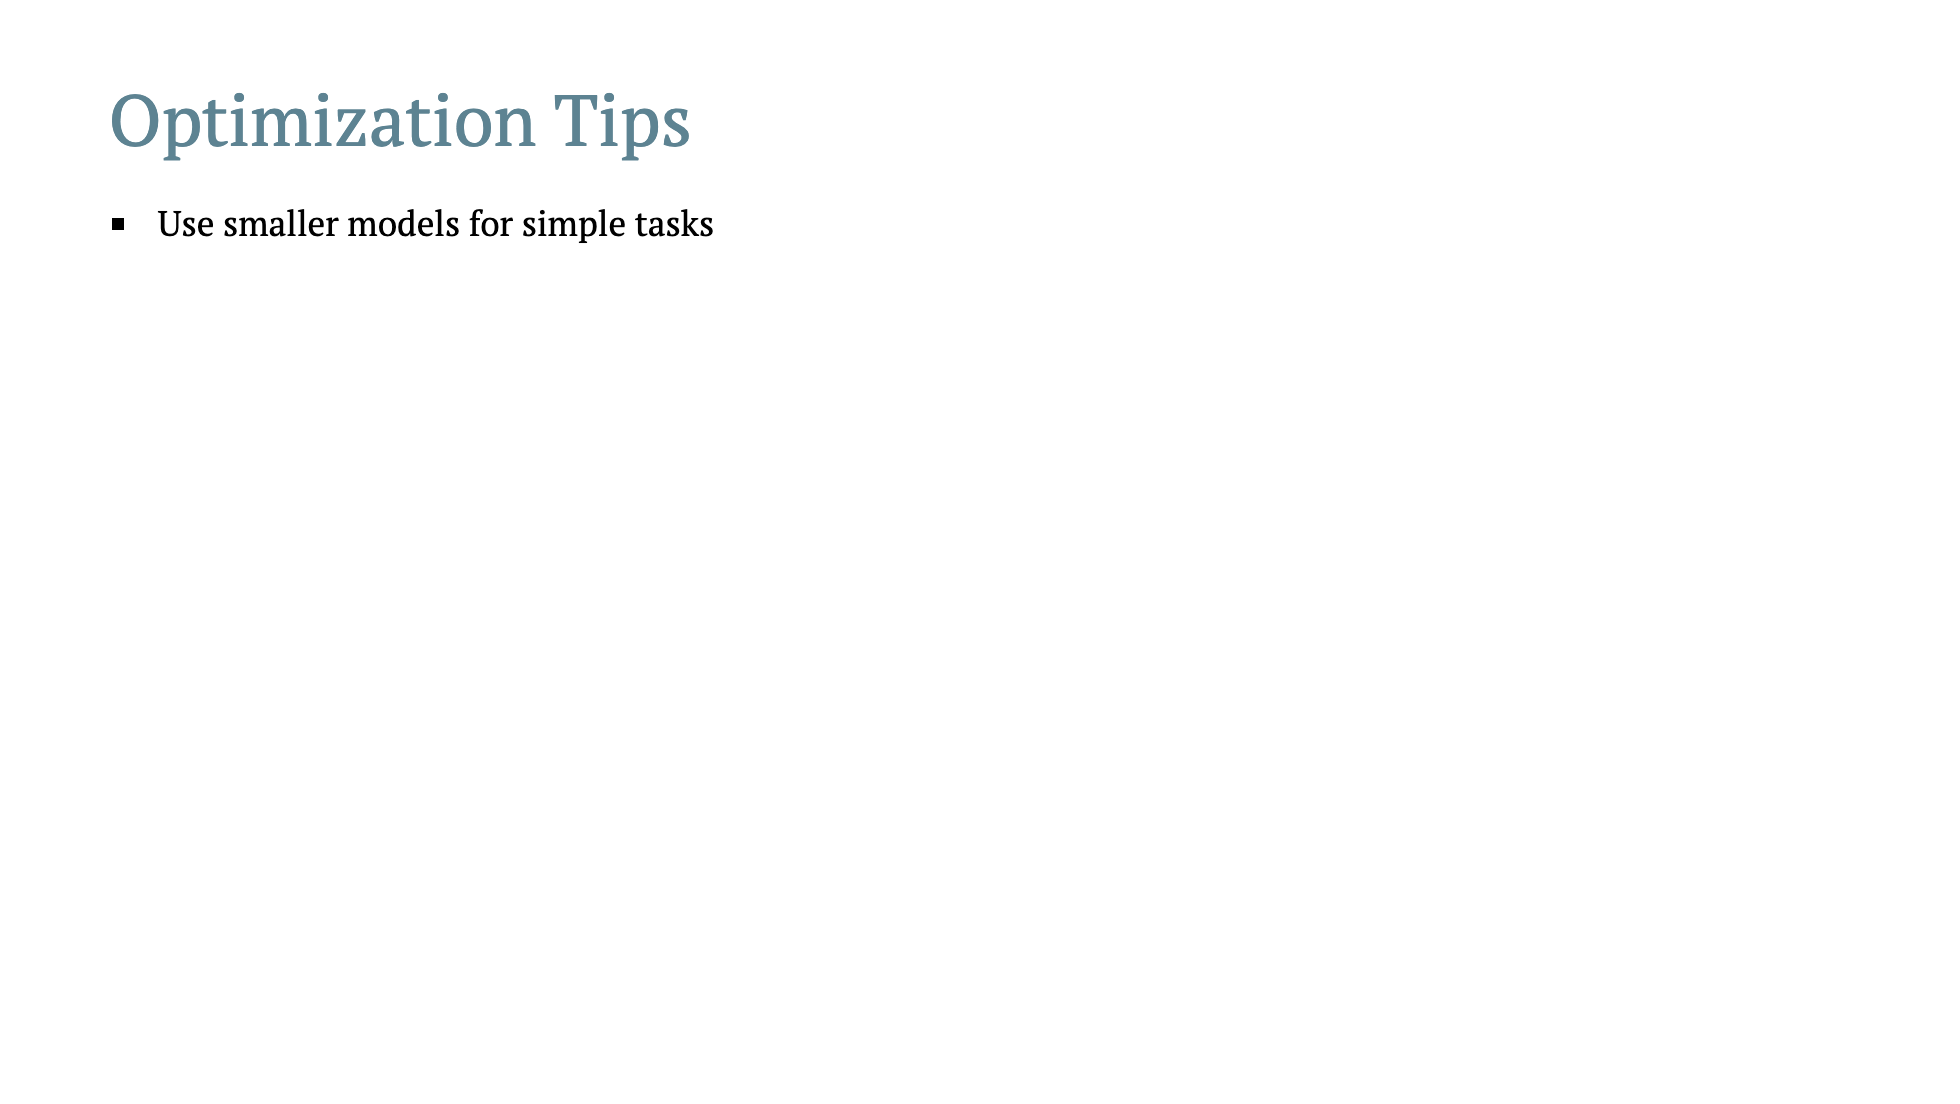 Optimization Tips
▪ Use smaller models for simple tasks